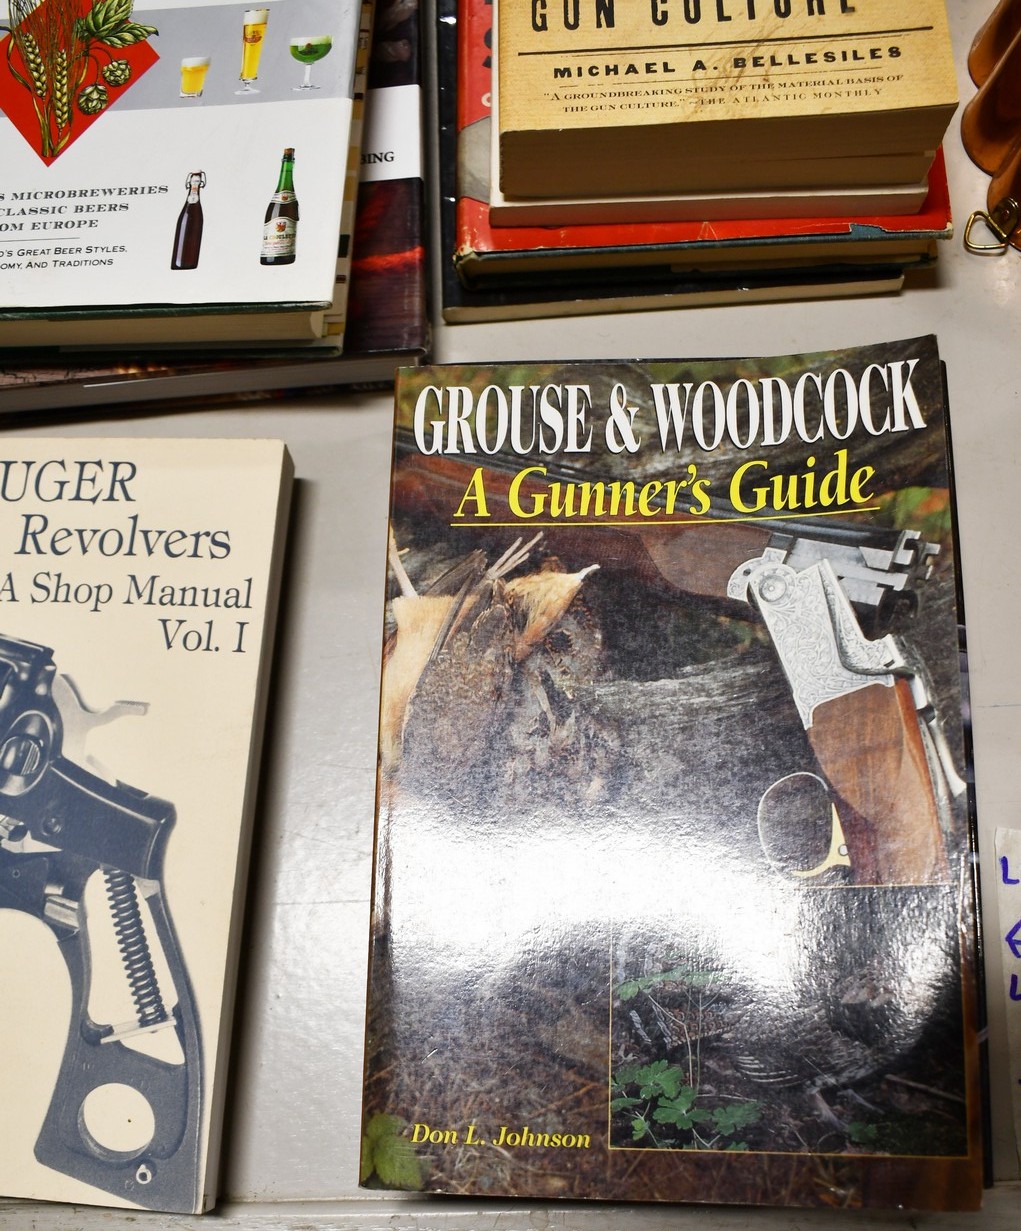 GUN CULTURE
MICHAEL A. BELLESILES
"A GROUNDBREAKING STUDY OF THE MATERIAL BASIS OF
THE GUN CULTURE." —THE ATLANTIC MONTHLY
BING
S MICROBREWERIES
CLASSIC BEERS
OM EUROPE
D'S GREAT BEER STYLES,
OMY, AND TRADITIONS
GROUSE & WOODCOCK
A Gunner's Guide
Don L. Johnson
UGER
Revolvers
A Shop Manual
Vol. I